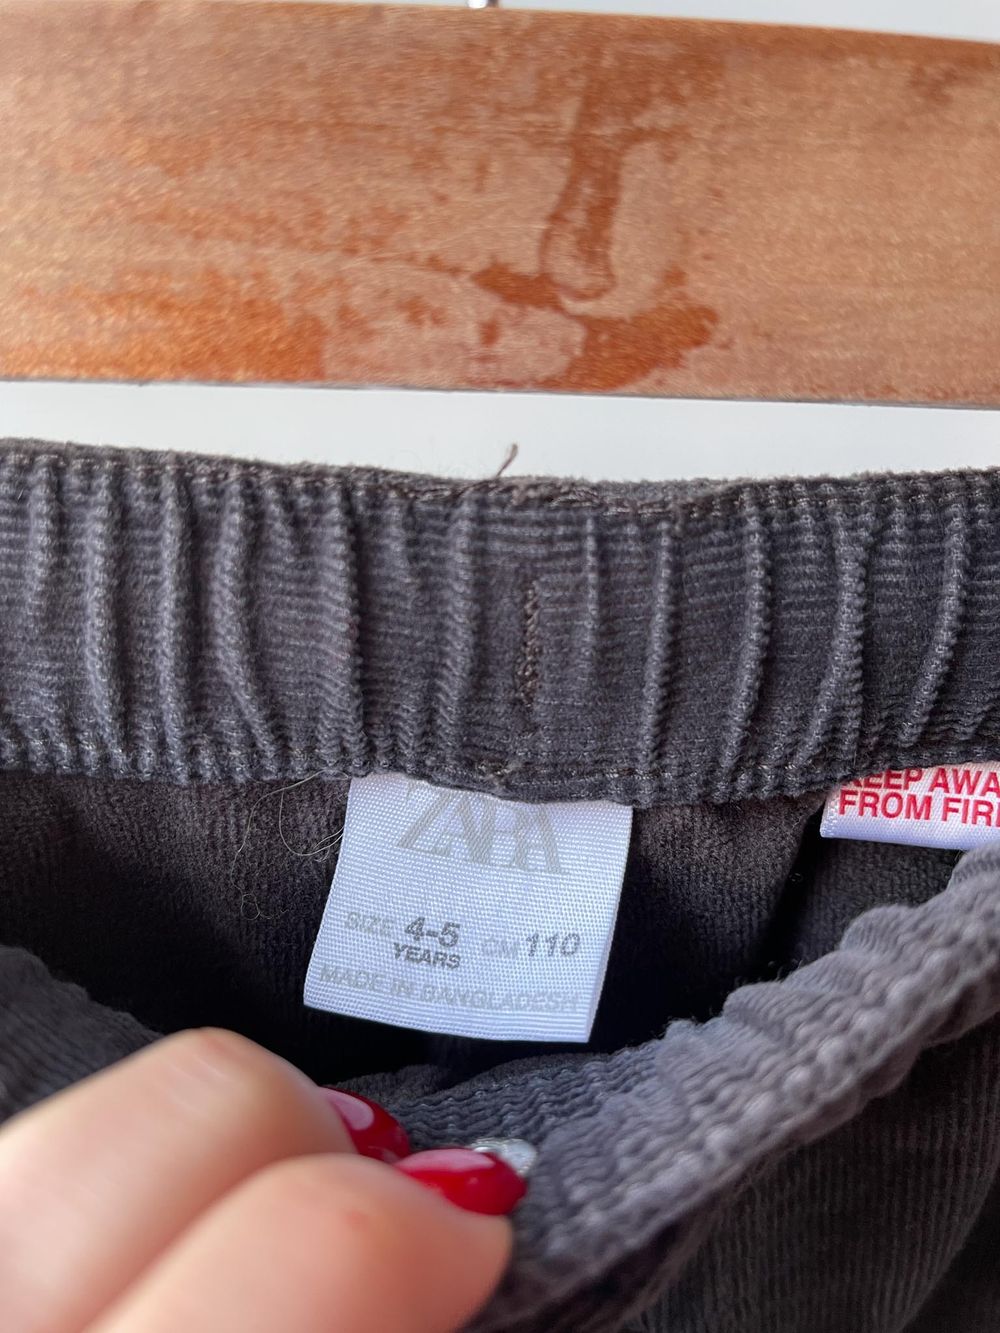 ZARA
SIZE 4-5 YEARS CM 110
MADE IN BANGLADESH
KEEP AWA
FROM FIR